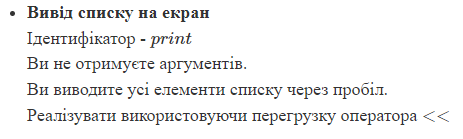 • Вивід списку на екран
Ідентифікатор - print
Ви не отримуєте аргументів.
Ви виводите усі елементи списку через пробіл.
Реалізувати використовуючи перегрузку оператора <<